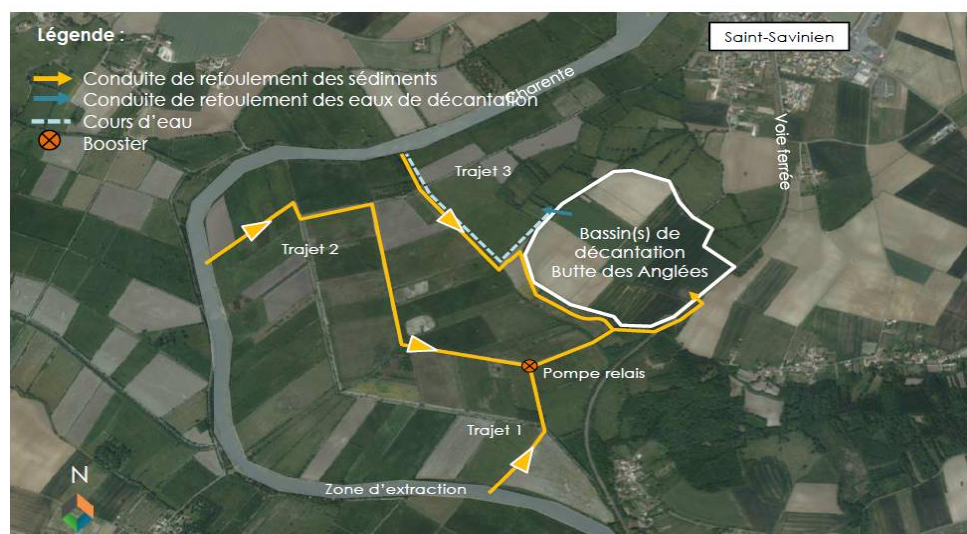 Légende :
Saint-Savinien
Conduite de refoulement des sédiments
Conduite de refoulement des eaux de décantation
Cours d'eau
Booster
Charente
Voie ferrée
Trajet 3
Trajet 2
Bassin(s) de
décantation
Butte des Anglées
Pompe relais
Trajet 1
Zone d'extraction
N